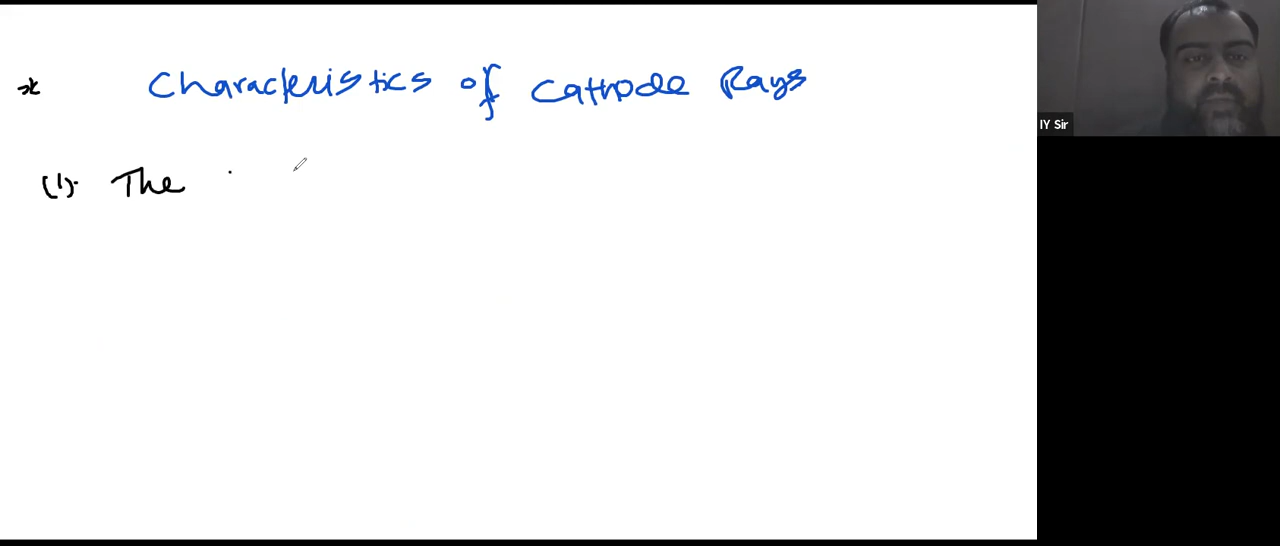 * Characteristics of Cathode Rays
IY Sir
(1). The